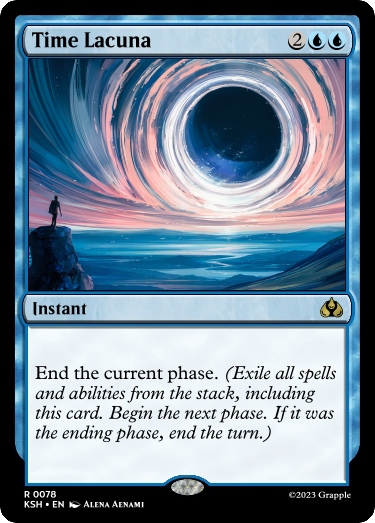 Time Lacuna 2
Instant
End the current phase. (Exile all spells
and abilities from the stack, including
this card. Begin the next phase. If it was
the ending phase, end the turn.)
R 0078
KSH • EN Alena Aenami
©2023 Grapple